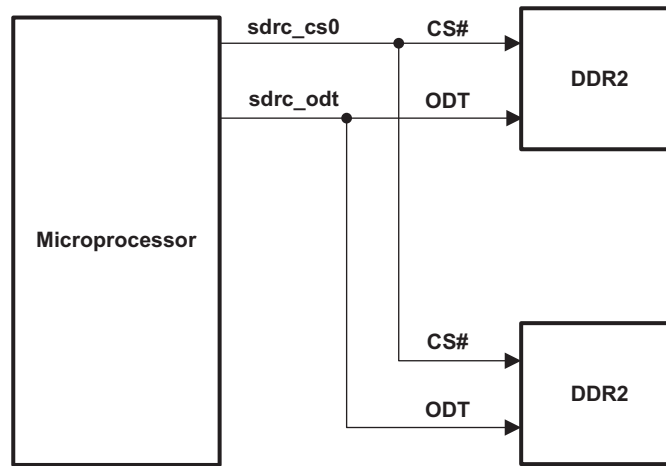 sdrc_cs0
CS#
DDR2
sdrc_odt
ODT
Microprocessor
CS#
DDR2
ODT